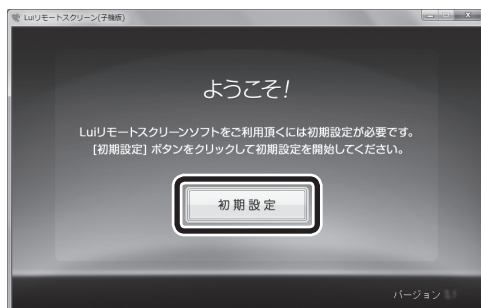 Luiリモートスクリーン(子機版)
ようこそ!
Luiリモートスクリーンソフトをご利用頂くには初期設定が必要です。
[初期設定] ボタンをクリックして初期設定を開始してください。
初期設定
バージョン